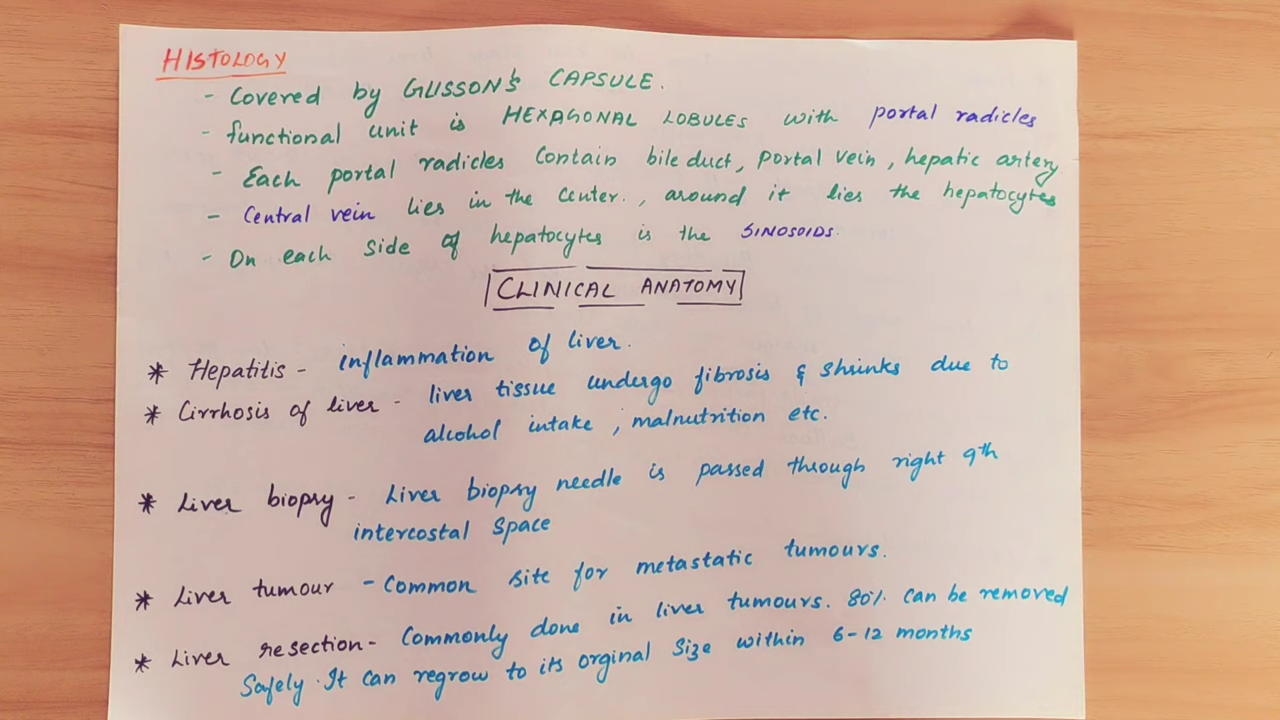 HISTOLOGY
- Covered by GLISSON's CAPSULE.
- functional unit is HEXAGONAL LOBULES with portal radicles
- Each portal radicles contain bile duct, portal vein, hepatic artery
- Central vein lies in the center., around it lies the hepatocytes
- On each side of hepatocytes is the SINOSOIDS.
CLINICAL ANATOMY
* Hepatitis - inflammation of liver.
* Cirrhosis of liver - liver tissue undergo fibrosis & shrinks due to
alcohol intake, malnutrition etc.
* Liver biopsy - Liver biopsy needle is passed through right 9th
intercostal space
* Liver tumour - Common site for metastatic tumours.
* Liver resection - Commonly done in liver tumours. 80% can be removed
Safely. It can regrow to its orginal size within 6-12 months